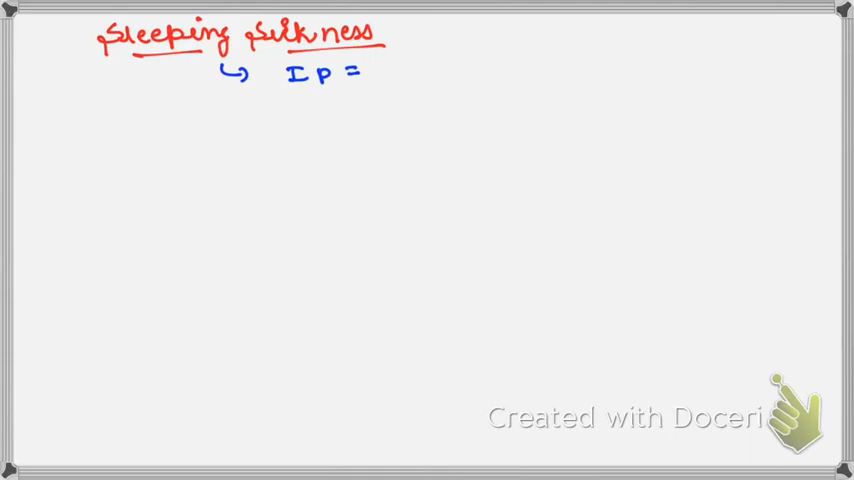 Sleeping Sickness
↳ IP =
Created with Doceri